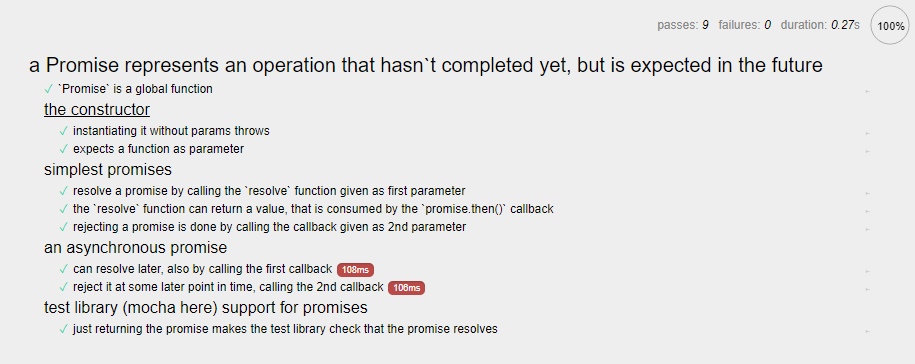 passes: 9 failures: 0 duration: 0.27s 100%
a Promise represents an operation that hasn`t completed yet, but is expected in the future
✓ `Promise` is a global function
the constructor
✓ instantiating it without params throws
✓ expects a function as parameter
simplest promises
✓ resolve a promise by calling the `resolve` function given as first parameter
✓ the `resolve` function can return a value, that is consumed by the `promise.then()` callback
✓ rejecting a promise is done by calling the callback given as 2nd parameter
an asynchronous promise
✓ can resolve later, also by calling the first callback 108ms
✓ reject it at some later point in time, calling the 2nd callback 106ms
test library (mocha here) support for promises
✓ just returning the promise makes the test library check that the promise resolves